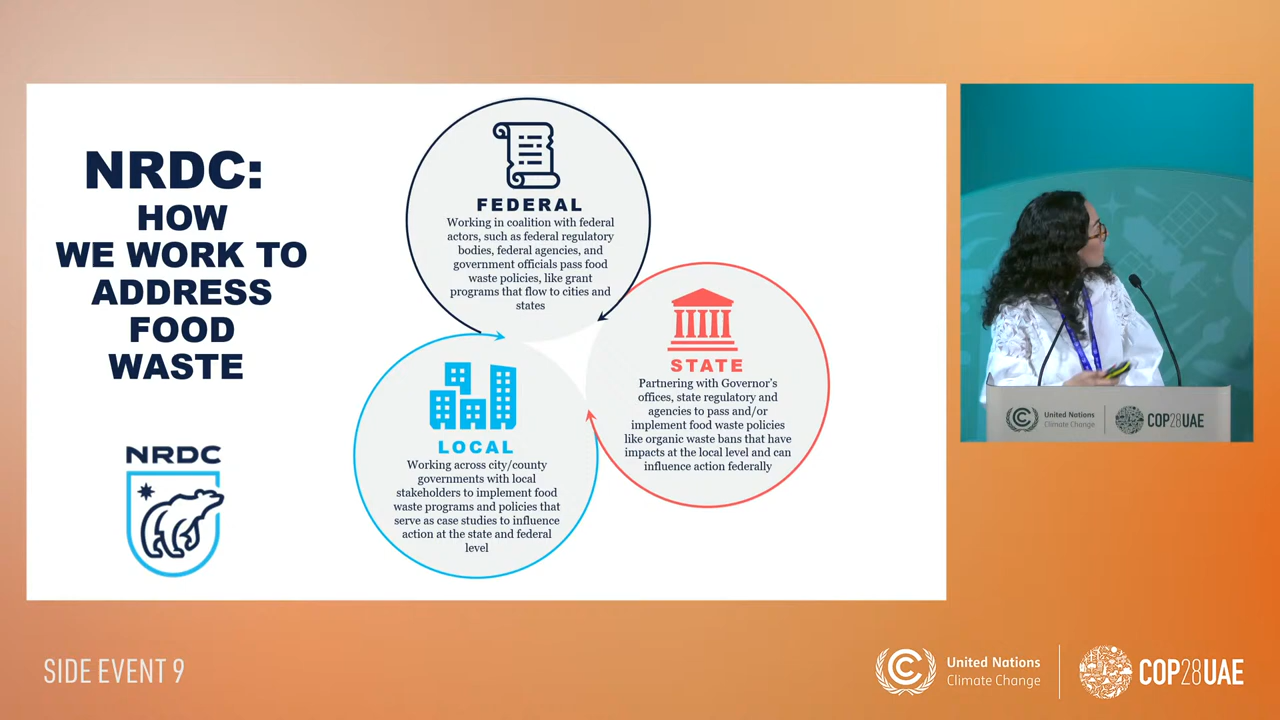 NRDC:
HOW
WE WORK TO
ADDRESS
FOOD
WASTE
NRDC
FEDERAL
Working in coalition with federal
actors, such as federal regulatory
bodies, federal agencies, and
government officials pass food
waste policies, like grant
programs that flow to cities and
states
STATE
Partnering with Governor's
offices, state regulatory and
agencies to pass and/or
implement food waste policies
like organic waste bans that have
impacts at the local level and can
influence action federally
LOCAL
Working across city/county
governments with local
stakeholders to implement food
waste programs and policies that
serve as case studies to influence
action at the state and federal
level
United Nations
Climate Change
COP28UAE
SIDE EVENT 9
United Nations
Climate Change
COP28UAE